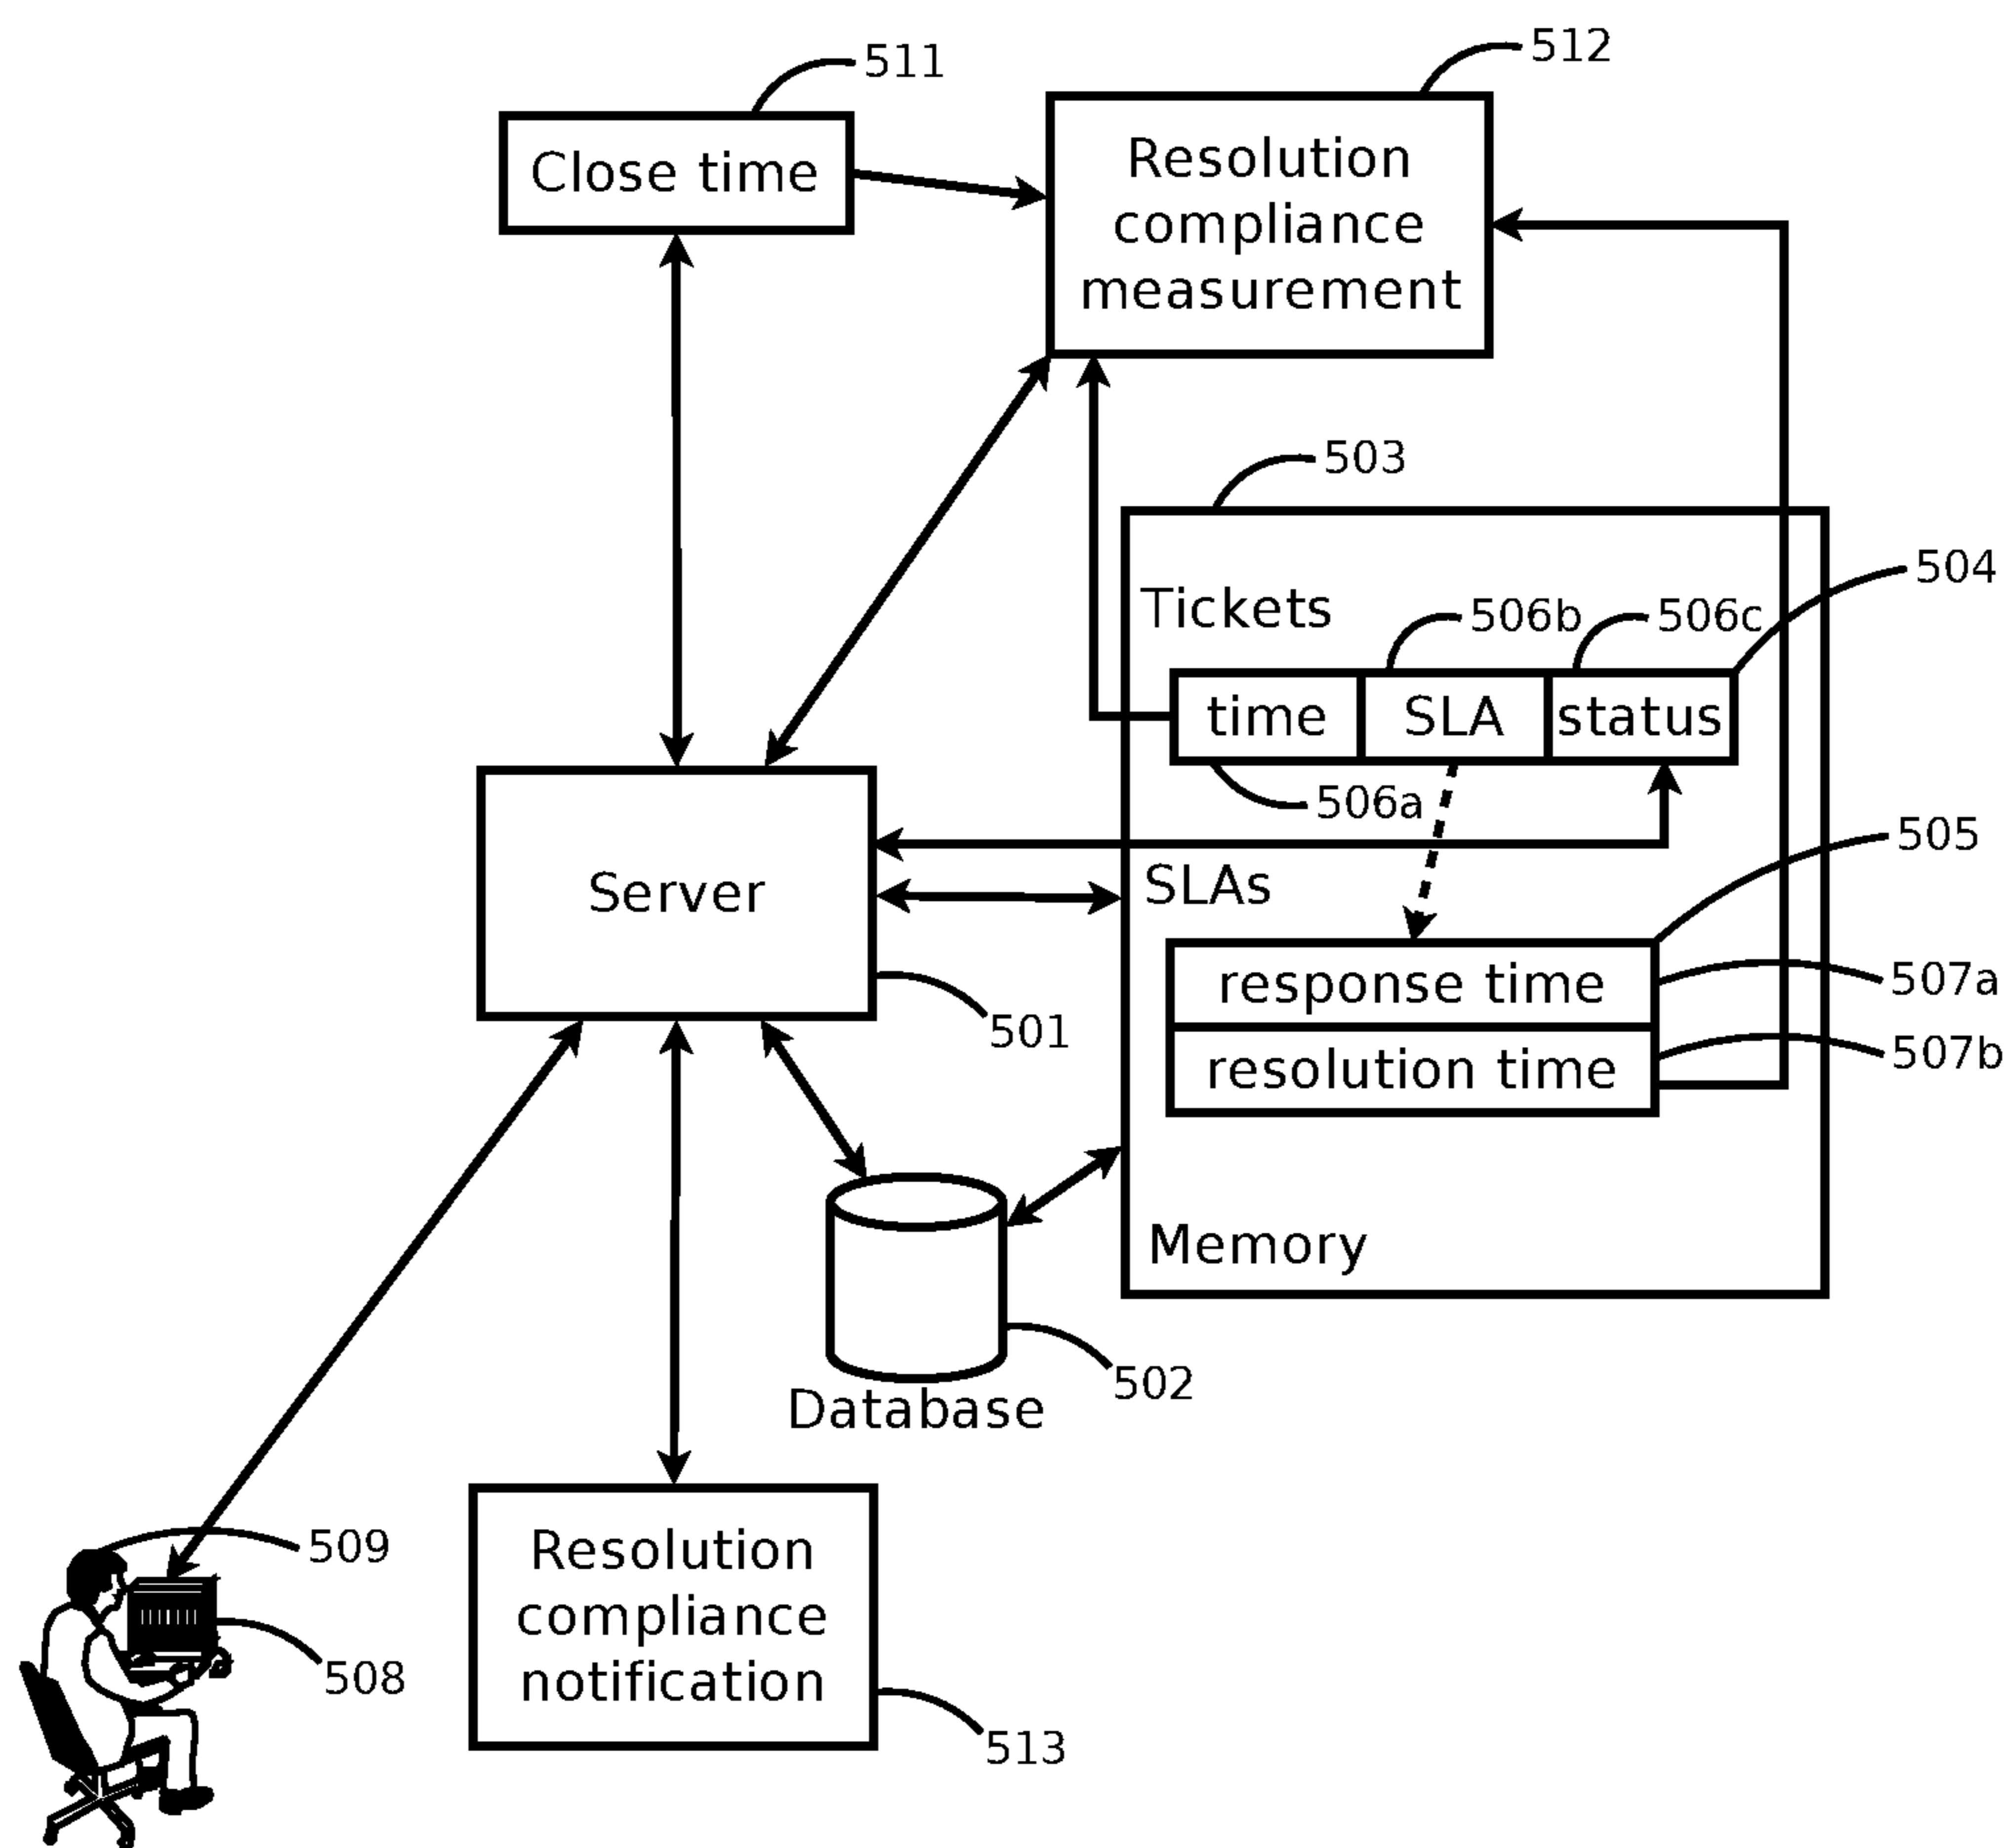 511
512
Close time
Resolution
compliance
measurement
503
504
Tickets
506b
506c
time
SLA
status
506a
505
Server
SLAs
response time
507a
501
resolution time
507b
Memory
502
Database
509
Resolution
compliance
notification
508
513